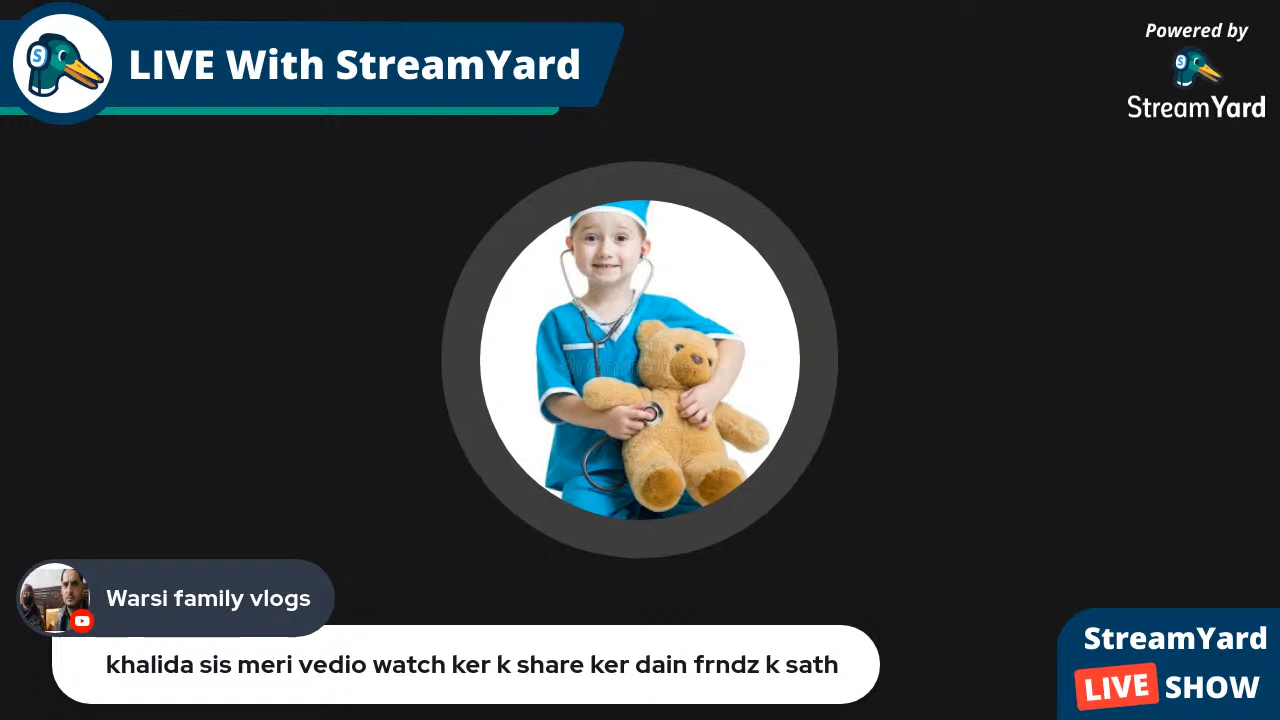 LIVE With StreamYard
Powered by
StreamYard
Warsi family vlogs
khalida sis meri vedio watch ker k share ker dain frndz k sath
StreamYard
LIVE SHOW